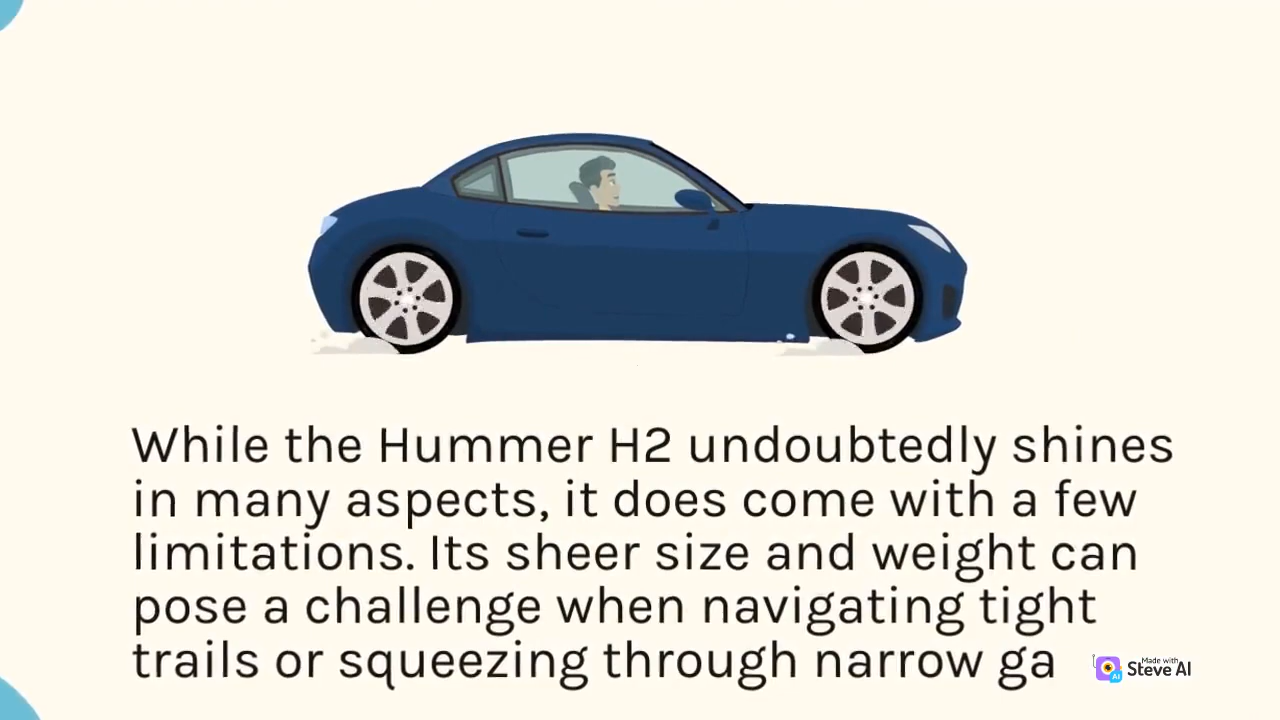 While the Hummer H2 undoubtedly shines
in many aspects, it does come with a few
limitations. Its sheer size and weight can
pose a challenge when navigating tight
trails or squeezing through narrow ga
Made with
Steve AI
AI